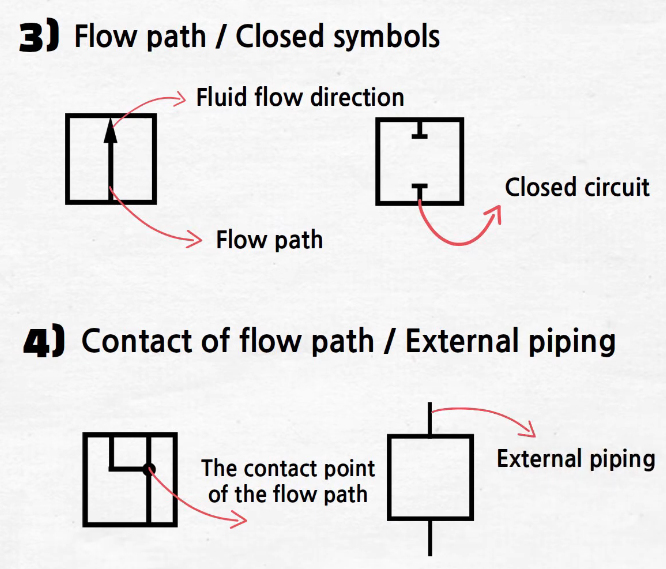 3) Flow path / Closed symbols
Fluid flow direction
Closed circuit
Flow path
4) Contact of flow path / External piping
The contact point
of the flow path
External piping